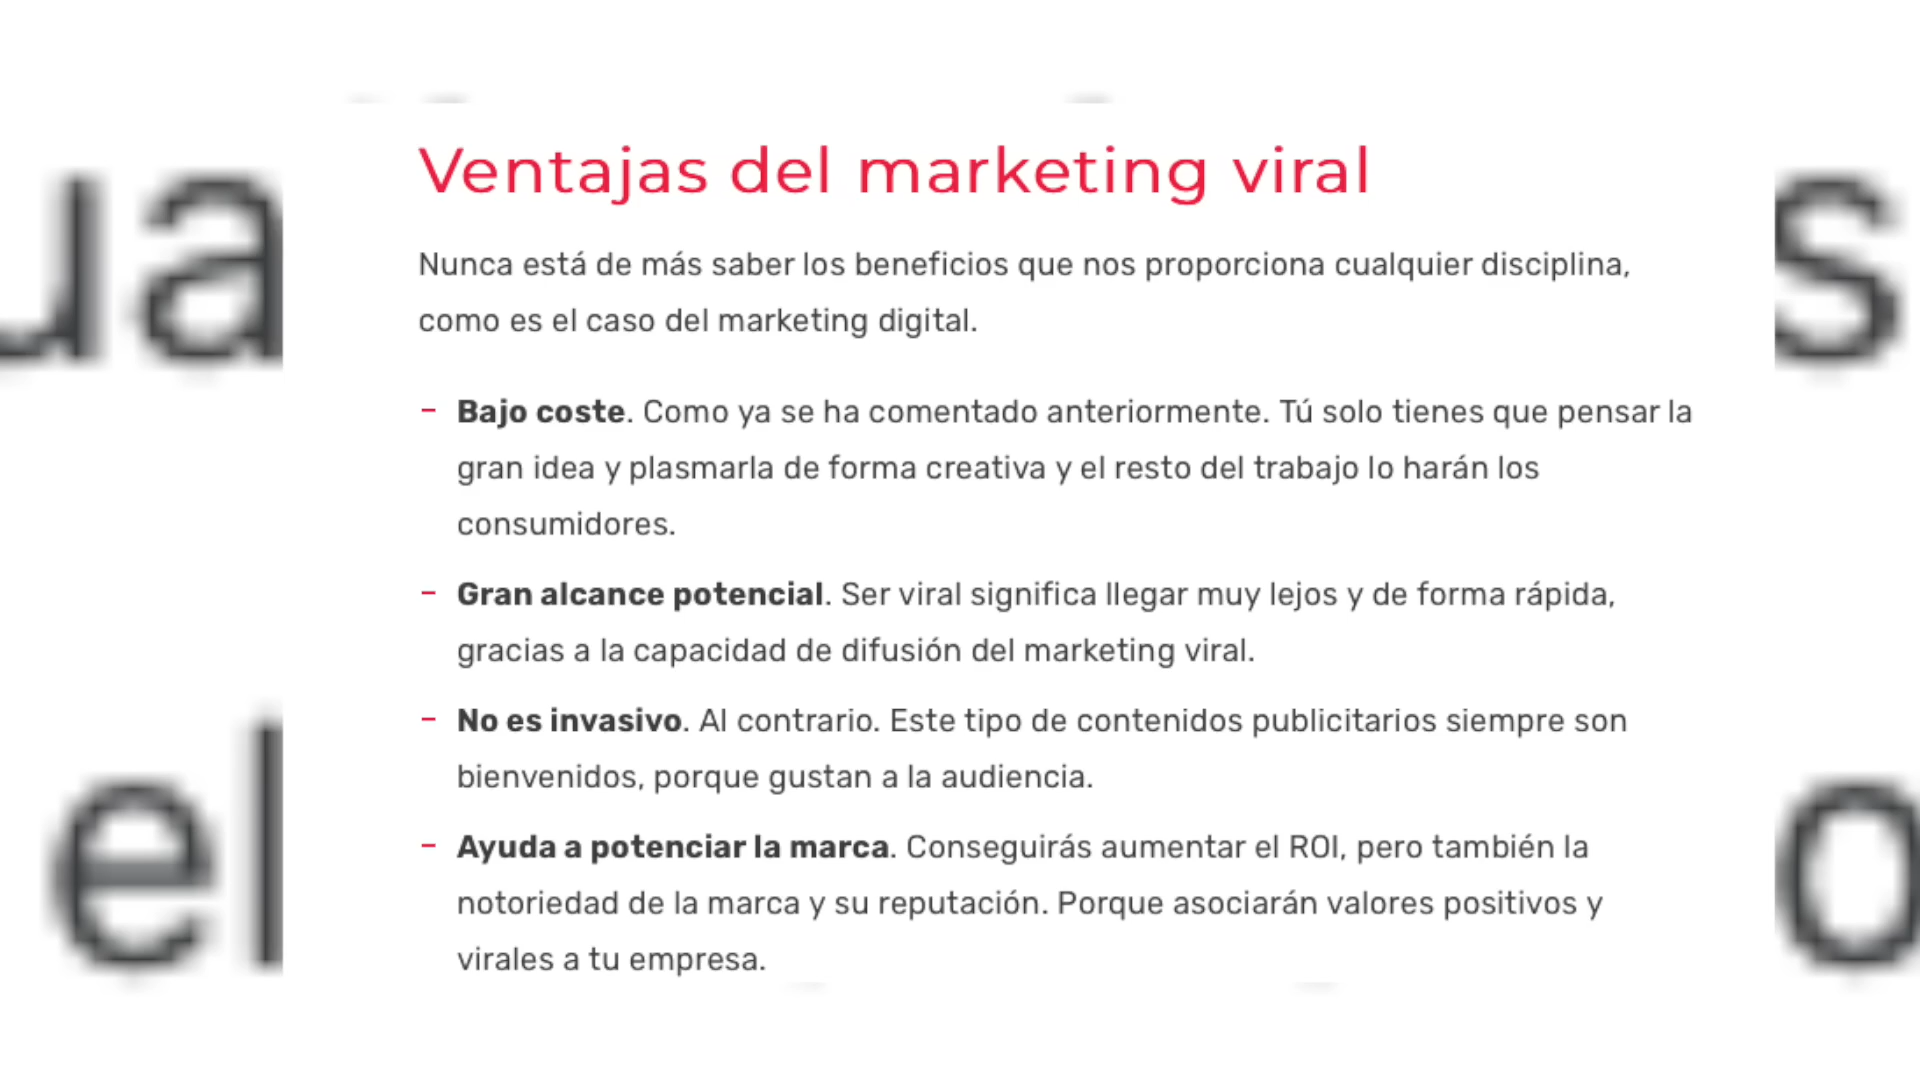 Ventajas del marketing viral
Nunca está de más saber los beneficios que nos proporciona cualquier disciplina,
como es el caso del marketing digital.
– Bajo coste. Como ya se ha comentado anteriormente. Tú solo tienes que pensar la
gran idea y plasmarla de forma creativa y el resto del trabajo lo harán los
consumidores.
– Gran alcance potencial. Ser viral significa llegar muy lejos y de forma rápida,
gracias a la capacidad de difusión del marketing viral.
– No es invasivo. Al contrario. Este tipo de contenidos publicitarios siempre son
bienvenidos, porque gustan a la audiencia.
– Ayuda a potenciar la marca. Conseguirás aumentar el ROI, pero también la
notoriedad de la marca y su reputación. Porque asociarán valores positivos y
virales a tu empresa.